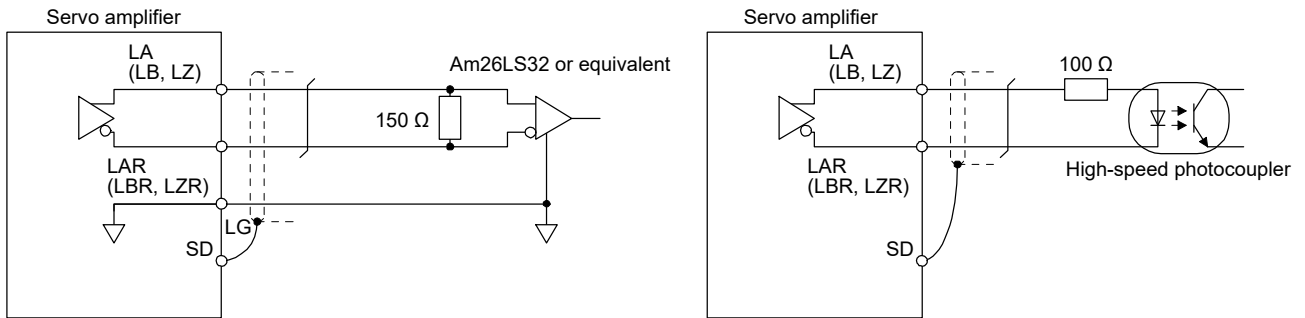 Servo amplifier
LA
(LB, LZ)
Am26LS32 or equivalent
150 Ω
LAR
(LBR, LZR)
LG
SD
Servo amplifier
LA
(LB, LZ)
100 Ω
LAR
(LBR, LZR)
High-speed photocoupler
SD